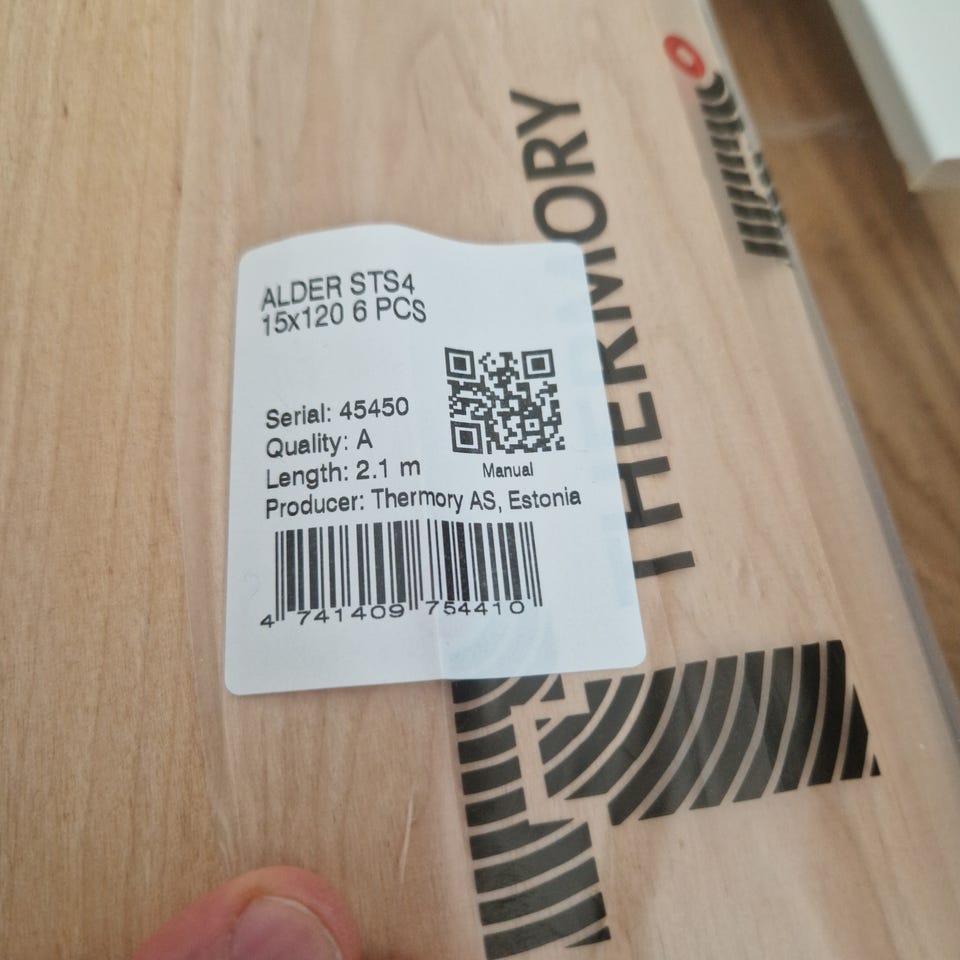 ALDER STS4
15x120 6 PCS
Serial: 45450
Quality: A
Length: 2.1 m
Manual
Producer: Thermory AS, Estonia
4 741409 754410
THERMORY